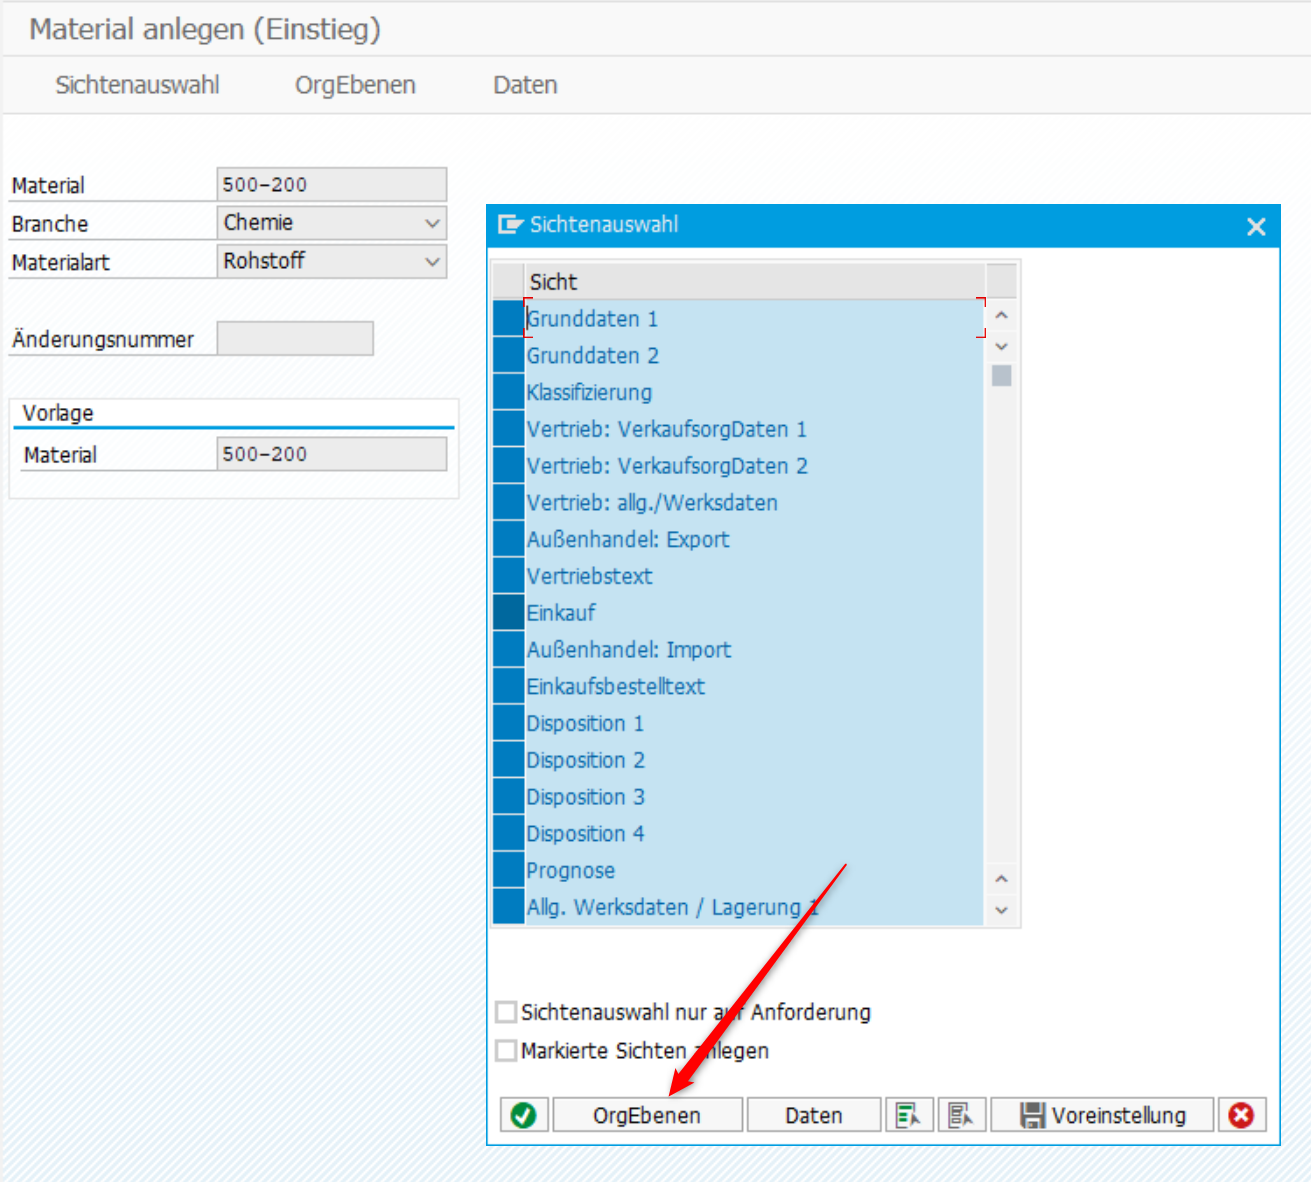 Material anlegen (Einstieg)
Sichtenauswahl OrgEbenen Daten
Material 500-200
Branche Chemie
Materialart Rohstoff
Änderungsnummer
Vorlage
Material 500-200
Sichtenauswahl
Sicht
Grunddaten 1
Grunddaten 2
Klassifizierung
Vertrieb: VerkaufsorgDaten 1
Vertrieb: VerkaufsorgDaten 2
Vertrieb: allg./Werksdaten
Außenhandel: Export
Vertriebstext
Einkauf
Außenhandel: Import
Einkaufsbestelltext
Disposition 1
Disposition 2
Disposition 3
Disposition 4
Prognose
Allg. Werksdaten / Lagerung 1
Sichtenauswahl nur auf Anforderung
Markierte Sichten anlegen
OrgEbenen Daten Voreinstellung